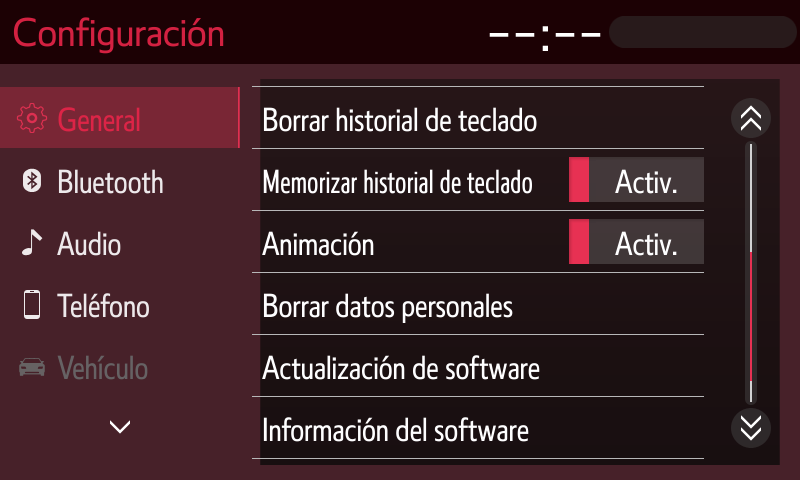 Configuración
--:--
General
Bluetooth
Audio
Teléfono
Vehículo
Borrar historial de teclado
Memorizar historial de teclado
Activ.
Animación
Activ.
Borrar datos personales
Actualización de software
Información del software